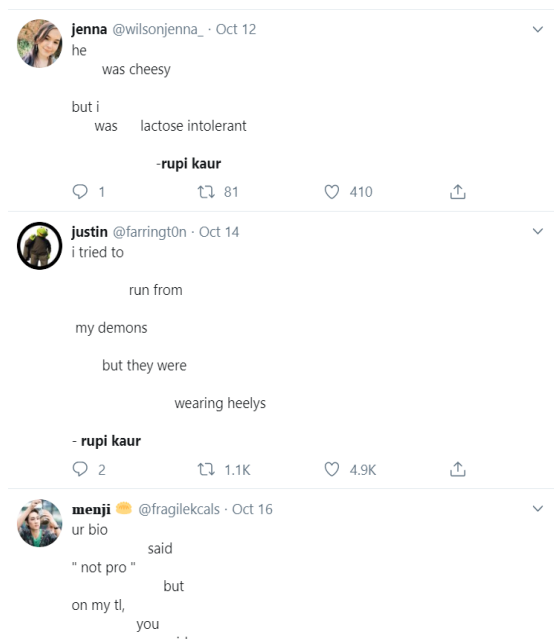 jenna @wilsonjenna_ · Oct 12
he
was cheesy
but i
was lactose intolerant
-rupi kaur
1 81 410
justin @farringt0n · Oct 14
i tried to
run from
my demons
but they were
wearing heelys
- rupi kaur
2 1.1K 4.9K
menji @fragilekcals · Oct 16
ur bio
said
" not pro "
but
on my tl,
you